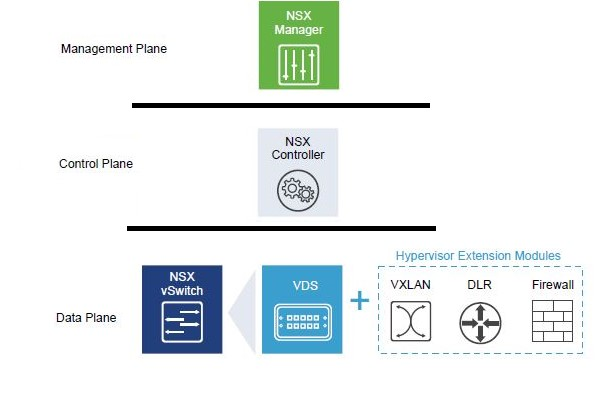 NSX
Manager
Management Plane
NSX
Controller
Control Plane
Hypervisor Extension Modules
NSX
vSwitch
VDS
VXLAN
DLR
Firewall
Data Plane